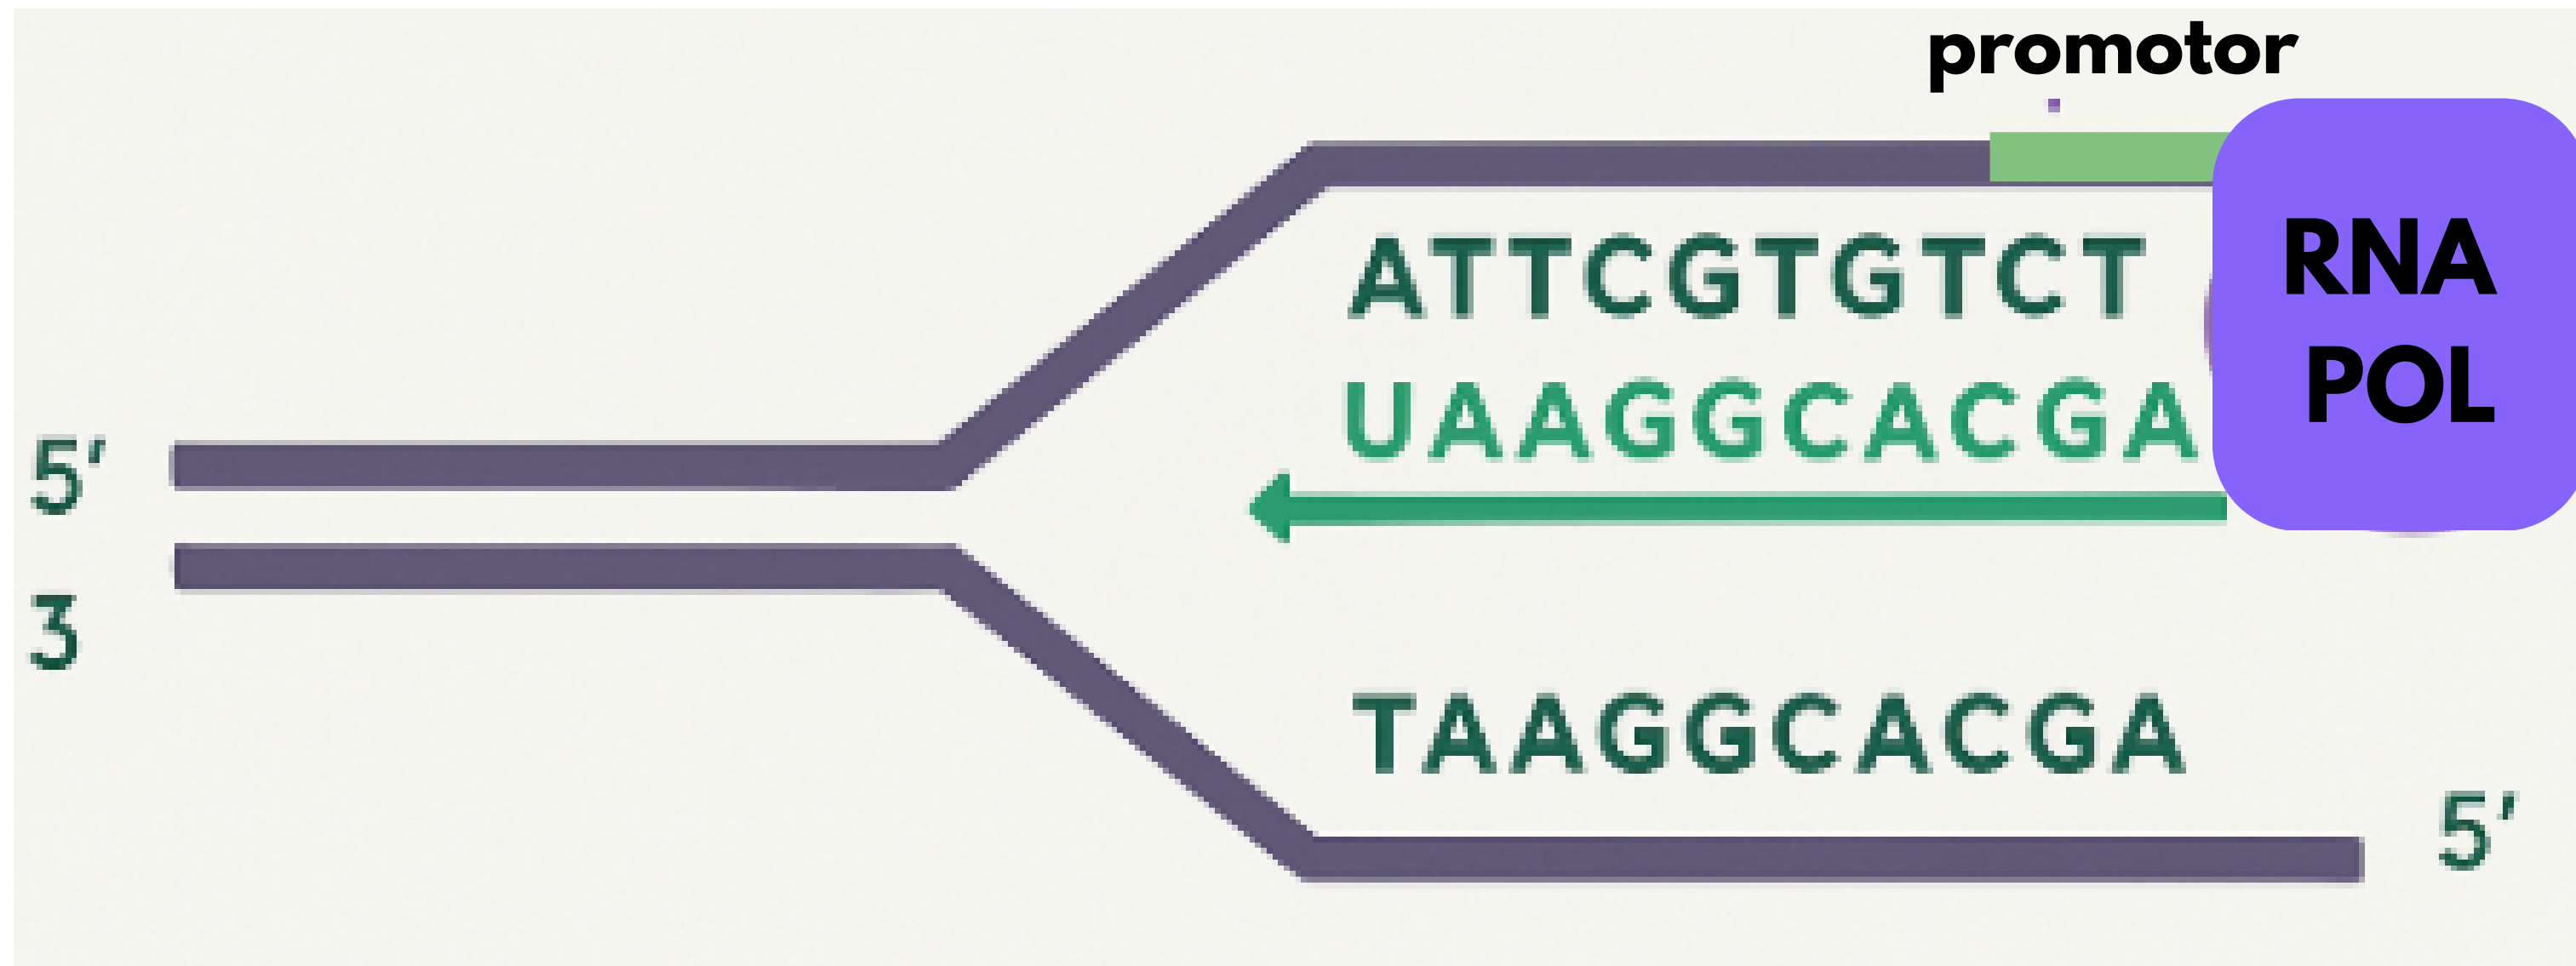 promotor
RNA
POL
ATTCGTGTCT
UAAGGCACGA
5'
3
TAAGGCACGA
5'